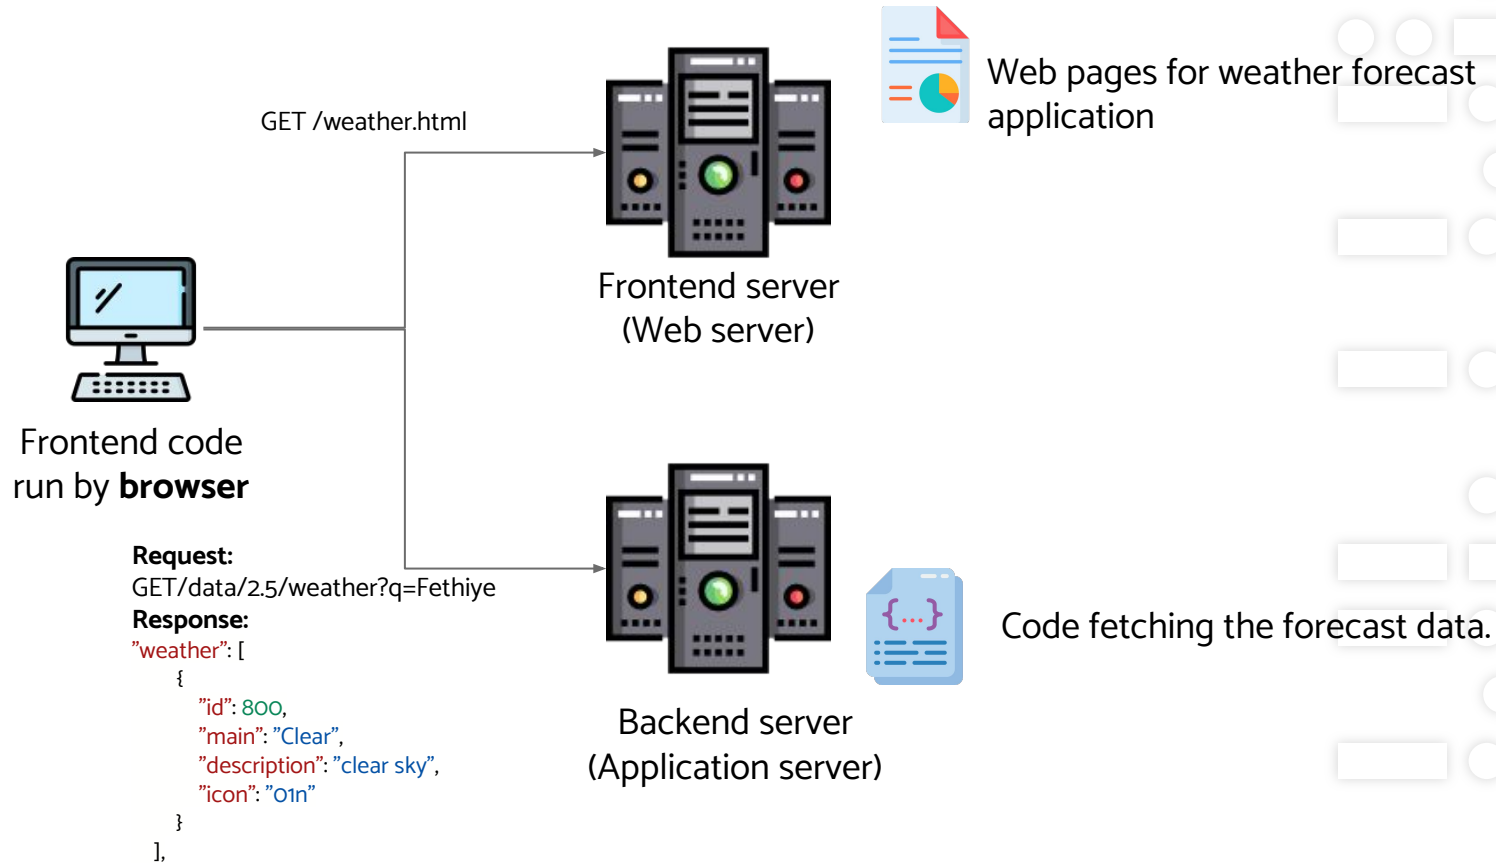 Web pages for weather forecast
application
GET /weather.html
Frontend server
(Web server)
Frontend code
run by browser
Request:
GET/data/2.5/weather?q=Fethiye
Response:
"weather": [
{
"id": 800,
"main": "Clear",
"description": "clear sky",
"icon": "01n"
}
],
{...}
Code fetching the forecast data.
Backend server
(Application server)